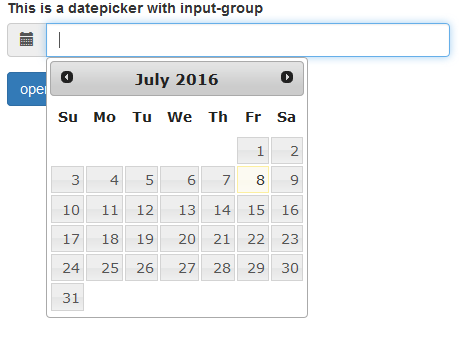 This is a datepicker with input-group
July 2016
Su Mo Tu We Th Fr Sa
1 2
3 4 5 6 7 8 9
10 11 12 13 14 15 16
17 18 19 20 21 22 23
24 25 26 27 28 29 30
31
open